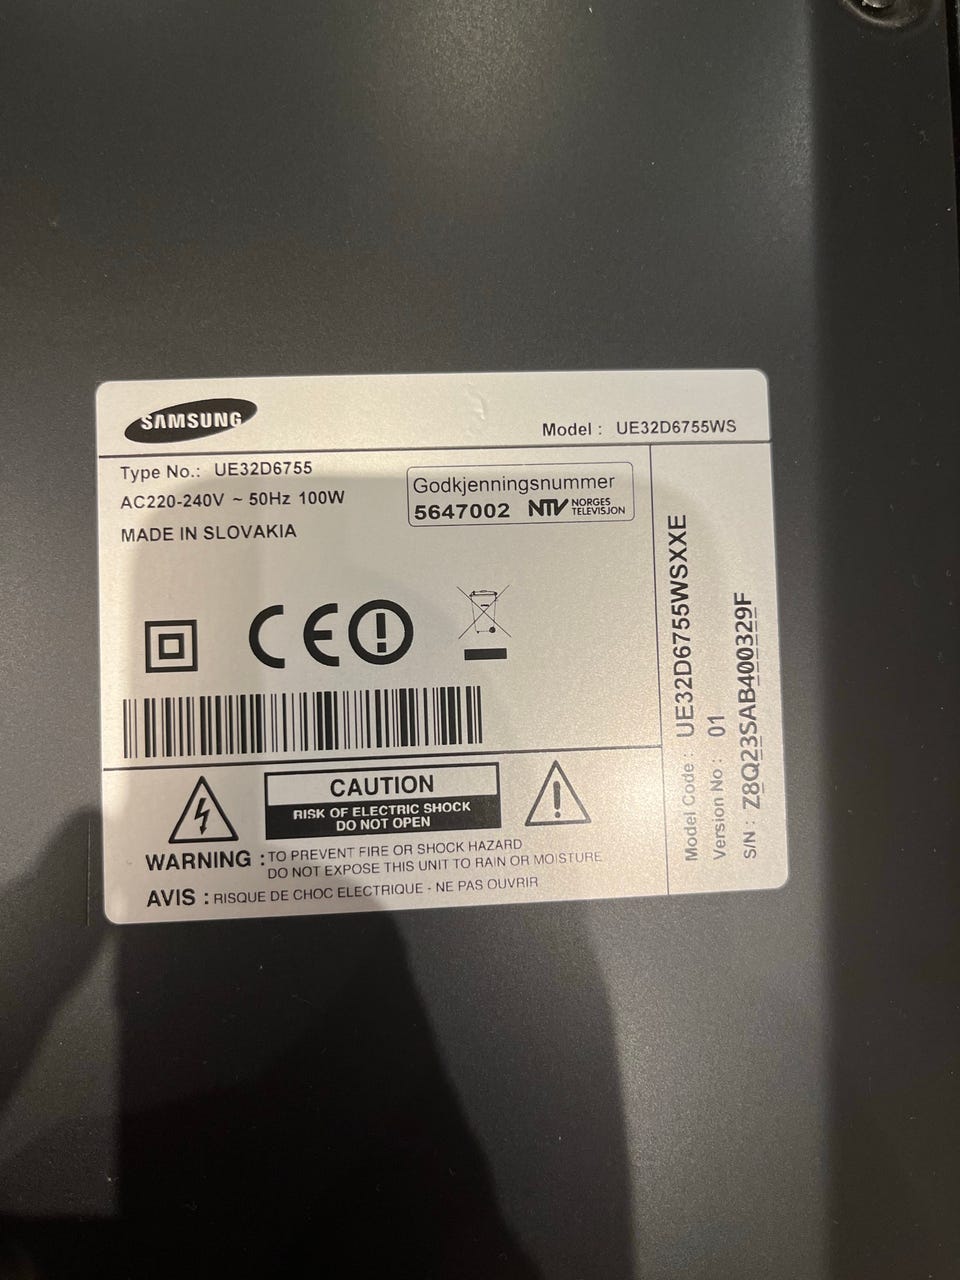 SAMSUNG
Model : UE32D6755WS
Type No.: UE32D6755
AC220-240V ~ 50Hz 100W
MADE IN SLOVAKIA
Godkjenningsnummer
5647002 NTV NORGES
TELEVISJON
CE
CAUTION
RISK OF ELECTRIC SHOCK
DO NOT OPEN
WARNING : TO PREVENT FIRE OR SHOCK HAZARD
DO NOT EXPOSE THIS UNIT TO RAIN OR MOISTURE
AVIS : RISQUE DE CHOC ELECTRIQUE - NE PAS OUVRIR
Model Code : UE32D6755WSXXE
Version No : 01
S/N : Z8Q23SAB400329F